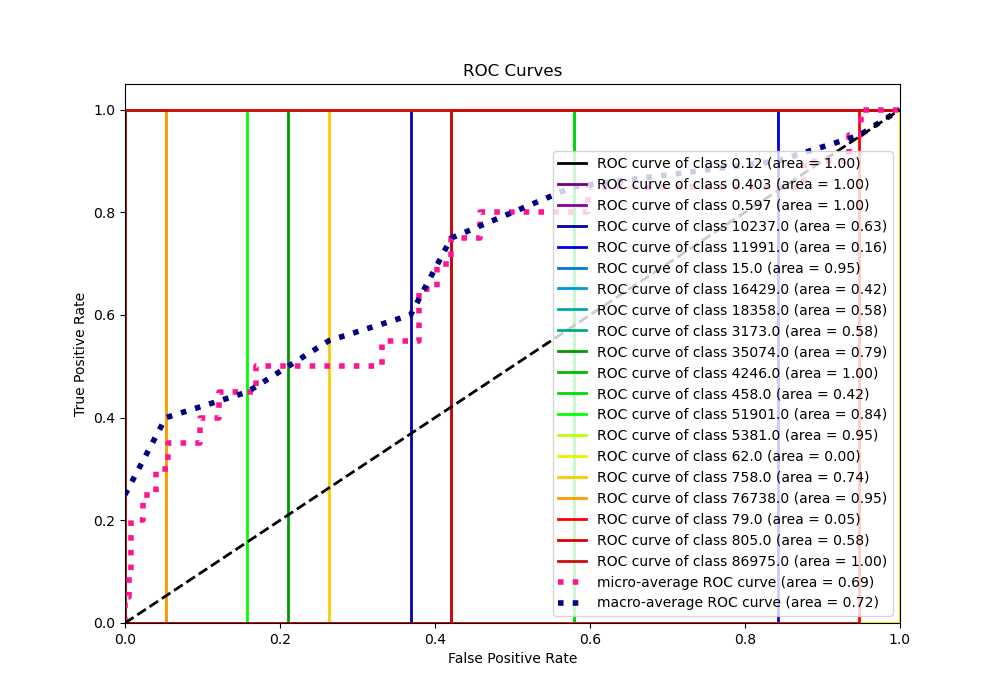 ROC Curves
True Positive Rate
1.0
0.8
0.6
0.4
0.2
0.0
ROC curve of class 0.12 (area = 1.00)
ROC curve of class 0.403 (area = 1.00)
ROC curve of class 0.597 (area = 1.00)
ROC curve of class 10237.0 (area = 0.63)
ROC curve of class 11991.0 (area = 0.16)
ROC curve of class 15.0 (area = 0.95)
ROC curve of class 16429.0 (area = 0.42)
ROC curve of class 18358.0 (area = 0.58)
ROC curve of class 3173.0 (area = 0.58)
ROC curve of class 35074.0 (area = 0.79)
ROC curve of class 4246.0 (area = 1.00)
ROC curve of class 458.0 (area = 0.42)
ROC curve of class 51901.0 (area = 0.84)
ROC curve of class 5381.0 (area = 0.95)
ROC curve of class 62.0 (area = 0.00)
ROC curve of class 758.0 (area = 0.74)
ROC curve of class 76738.0 (area = 0.95)
ROC curve of class 79.0 (area = 0.05)
ROC curve of class 805.0 (area = 0.58)
ROC curve of class 86975.0 (area = 1.00)
micro-average ROC curve (area = 0.69)
macro-average ROC curve (area = 0.72)
0.0 0.2 0.4 0.6 0.8 1.0
False Positive Rate